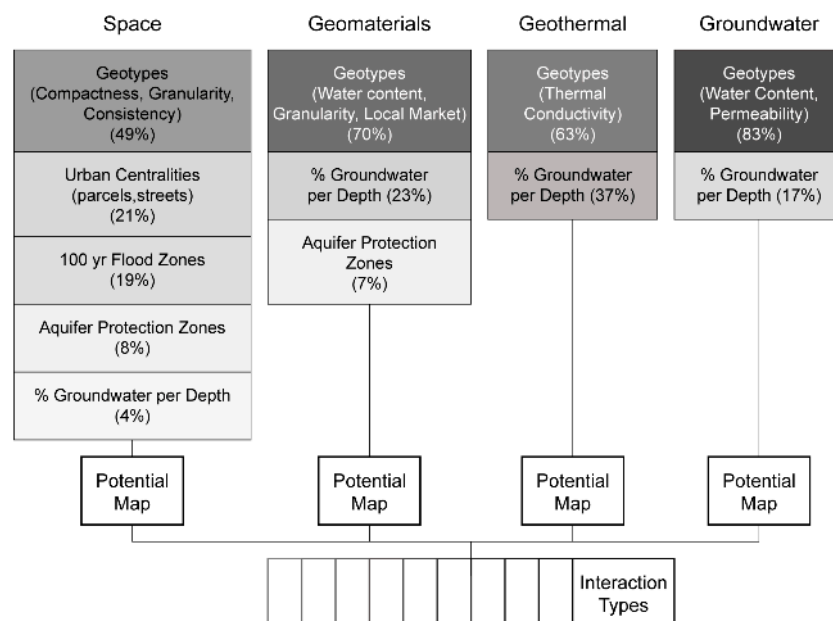 Space
Geotypes
(Compactness, Granularity,
Consistency)
(49%)
Urban Centralities
(parcels,streets)
(21%)
100 yr Flood Zones
(19%)
Aquifer Protection Zones
(8%)
% Groundwater per Depth
(4%)
Potential
Map
Geomaterials
Geotypes
(Water content,
Granularity, Local Market)
(70%)
% Groundwater
per Depth (23%)
Aquifer Protection
Zones
(7%)
Potential
Map
Geothermal
Geotypes
(Thermal
Conductivity)
(63%)
% Groundwater
per Depth (37%)
Potential
Map
Groundwater
Geotypes
(Water Content,
Permeability)
(83%)
% Groundwater
per Depth (17%)
Potential
Map
Interaction
Types